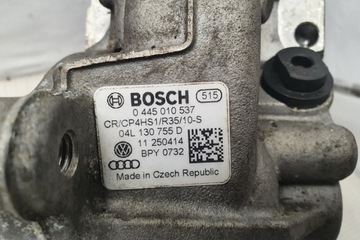 BOSCH 515
0 445 010 537
CR/CP4HS1/R35/10-S
04L 130 755 D
11 250414
BPY 0732
Made in Czech Republic